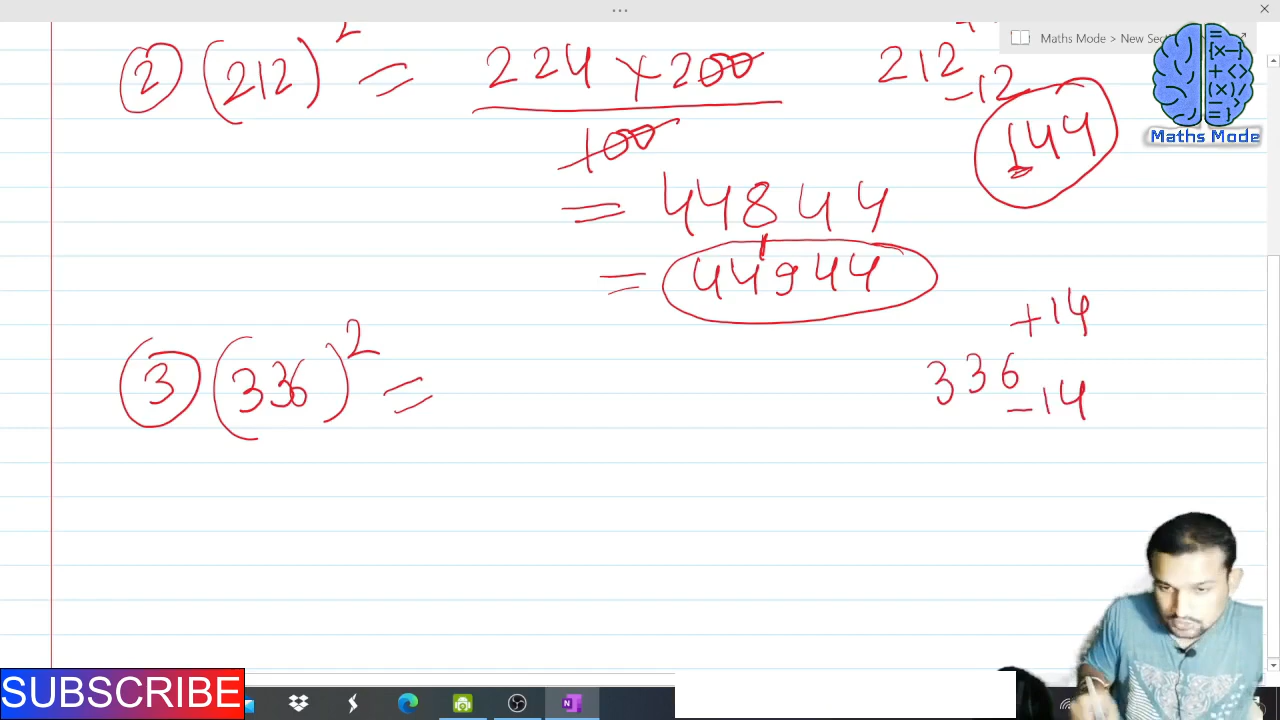 ...
Maths Mode > New Sec
② (212)² = 224 × 200
212
-12
100
144
Maths Mode
= 44844
= 44944
+14
③ (336)² =
336
-14
SUBSCRIBE